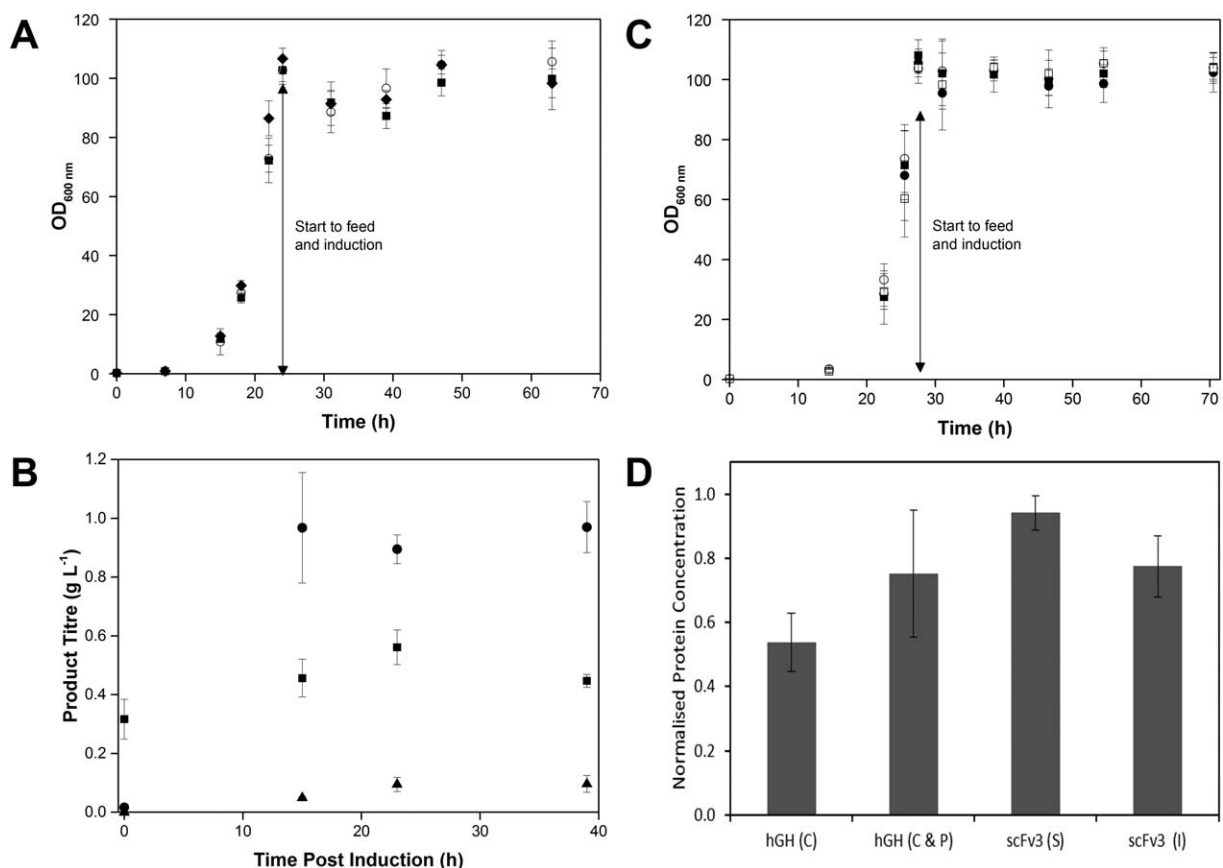 A
120
100
80
60
40
20
0
OD600 nm
Start to feed
and induction
0 10 20 30 40 50 60 70
Time (h)
C
120
100
80
60
40
20
0
OD600 nm
Start to feed
and induction
0 10 20 30 40 50 60 70
Time (h)
B
1.2
1.0
0.8
0.6
0.4
0.2
0.0
Product Titre (g L-1)
0 10 20 30 40
Time Post Induction (h)
D
1.0
0.8
0.6
0.4
0.2
0.0
Normalised Protein Concentration
hGH (C) hGH (C & P) scFv3 (S) scFv3 (I)